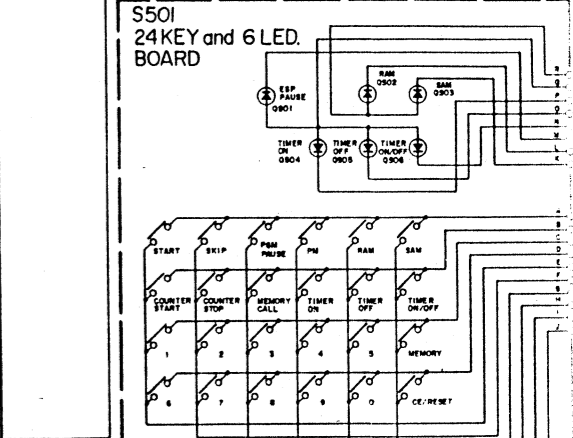 S501
24 KEY and 6 LED.
BOARD
ESP
PAUSE
Q901
RAM
Q902
SAM
Q903
TIMER
ON
Q904
TIMER
OFF
Q905
TIMER
ON/OFF
Q906
R
Q
P
O
N
M
L
K
START
SKIP
PGM
PAUSE
PM
RAM
SAM
COUNTER
START
COUNTER
STOP
MEMORY
CALL
TIMER
ON
TIMER
OFF
TIMER
ON/OFF
1
2
3
4
5
MEMORY
6
7
8
9
0
CE/RESET
A
B
C
D
E
F
G
H
I
J